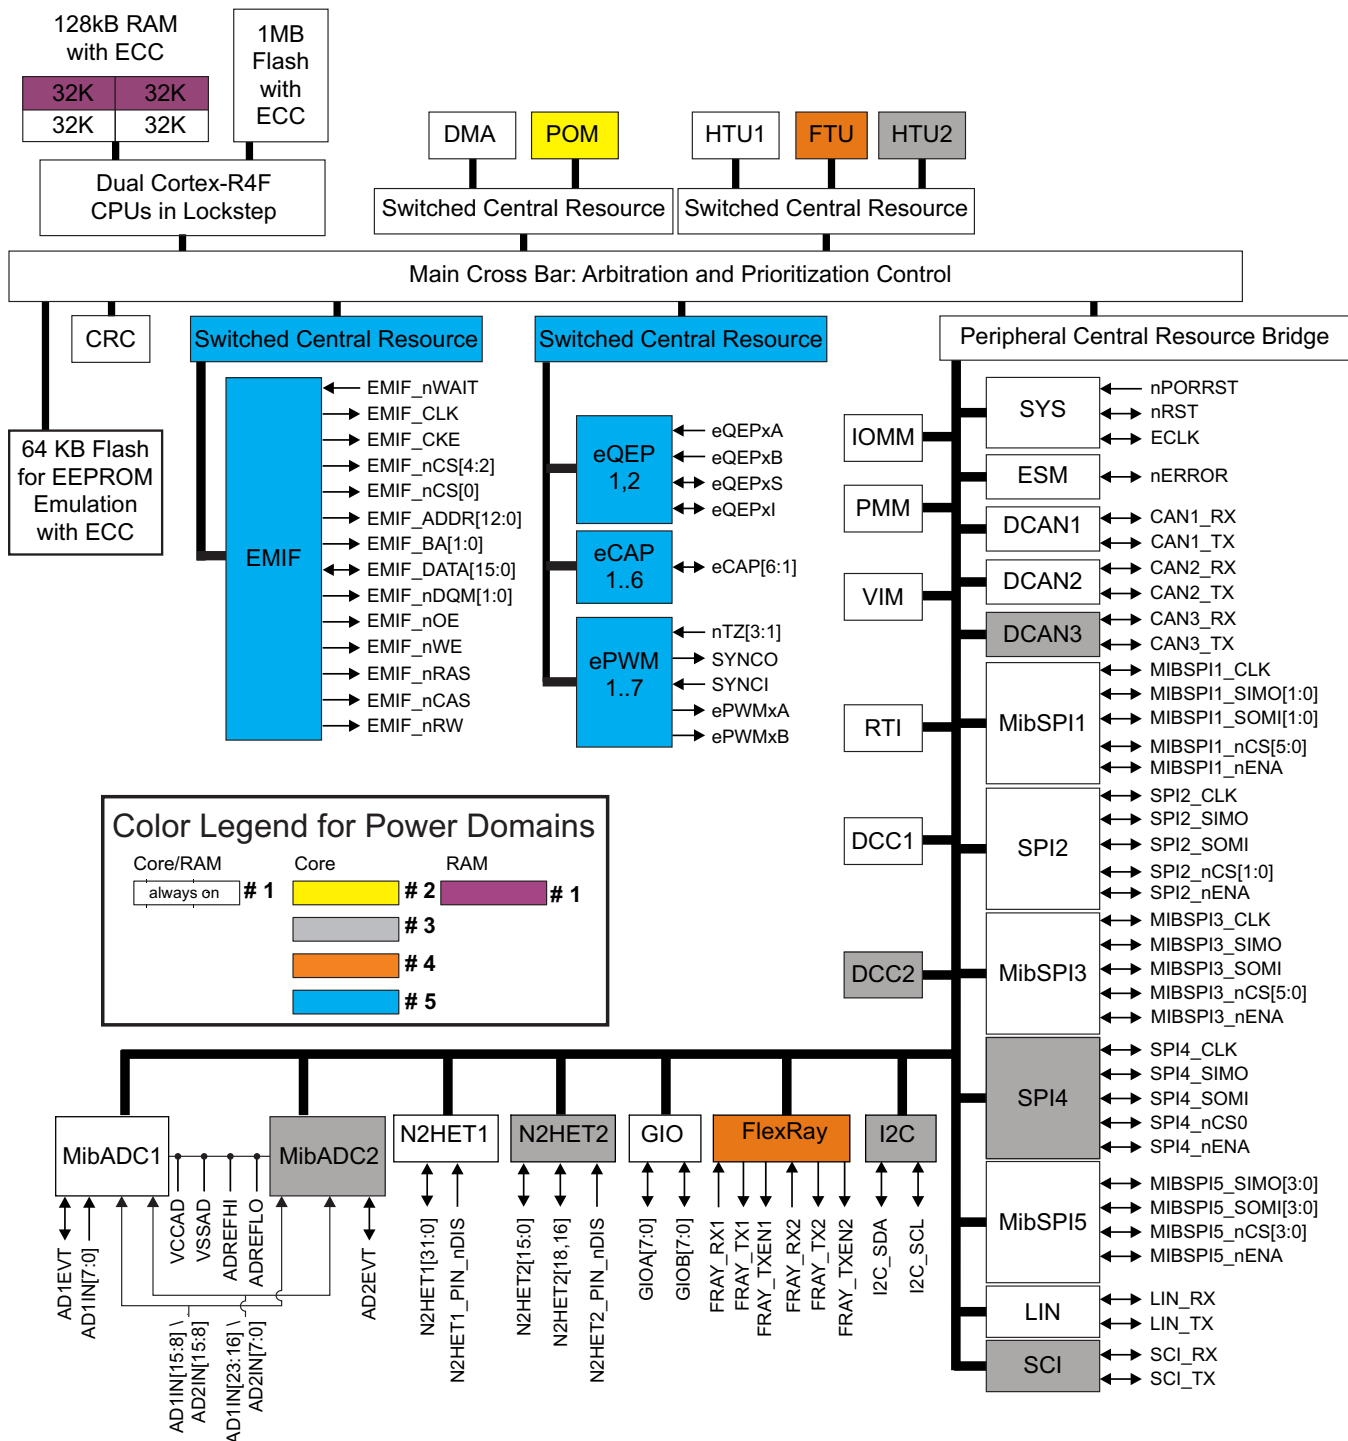 128kB RAM
with ECC
32K 32K
32K 32K
1MB
Flash
with
ECC
Dual Cortex-R4F
CPUs in Lockstep
DMA
POM
HTU1
FTU
HTU2
Switched Central Resource
Switched Central Resource
Main Cross Bar: Arbitration and Prioritization Control
CRC
Switched Central Resource
Switched Central Resource
Peripheral Central Resource Bridge
64 KB Flash
for EEPROM
Emulation
with ECC
EMIF
EMIF_nWAIT
EMIF_CLK
EMIF_CKE
EMIF_nCS[4:2]
EMIF_nCS[0]
EMIF_ADDR[12:0]
EMIF_BA[1:0]
EMIF_DATA[15:0]
EMIF_nDQM[1:0]
EMIF_nOE
EMIF_nWE
EMIF_nRAS
EMIF_nCAS
EMIF_nRW
eQEP
1,2
eQEPxA
eQEPxB
eQEPxS
eQEPxI
eCAP
1..6
eCAP[6:1]
ePWM
1..7
nTZ[3:1]
SYNCO
SYNCI
ePWMxA
ePWMxB
IOMM
PMM
VIM
RTI
DCC1
DCC2
SYS
nPORRST
nRST
ECLK
ESM
nERROR
DCAN1
CAN1_RX
CAN1_TX
DCAN2
CAN2_RX
CAN2_TX
DCAN3
CAN3_RX
CAN3_TX
MibSPI1
MIBSPI1_CLK
MIBSPI1_SIMO[1:0]
MIBSPI1_SOMI[1:0]
MIBSPI1_nCS[5:0]
MIBSPI1_nENA
SPI2
SPI2_CLK
SPI2_SIMO
SPI2_SOMI
SPI2_nCS[1:0]
SPI2_nENA
MibSPI3
MIBSPI3_CLK
MIBSPI3_SIMO
MIBSPI3_SOMI
MIBSPI3_nCS[5:0]
MIBSPI3_nENA
SPI4
SPI4_CLK
SPI4_SIMO
SPI4_SOMI
SPI4_nCS0
SPI4_nENA
MibSPI5
MIBSPI5_SIMO[3:0]
MIBSPI5_SOMI[3:0]
MIBSPI5_nCS[3:0]
MIBSPI5_nENA
LIN
LIN_RX
LIN_TX
SCI
SCI_RX
SCI_TX
Color Legend for Power Domains
Core/RAM Core RAM
always on # 1 # 2 # 1
# 3
# 4
# 5
MibADC1
MibADC2
N2HET1
N2HET2
GIO
FlexRay
I2C
AD1EVT
AD1IN[7:0]
VCCAD
VSSAD
ADREFHI
ADREFLO
AD2EVT
AD1IN[15:8] \
AD2IN[15:8]
AD1IN[23:16] \
AD2IN[7:0]
N2HET1[31:0]
N2HET1_PIN_nDIS
N2HET2[15:0]
N2HET2[18,16]
N2HET2_PIN_nDIS
GIOA[7:0]
GIOB[7:0]
FRAY_RX1
FRAY_TX1
FRAY_TXEN1
FRAY_RX2
FRAY_TX2
FRAY_TXEN2
I2C_SDA
I2C_SCL